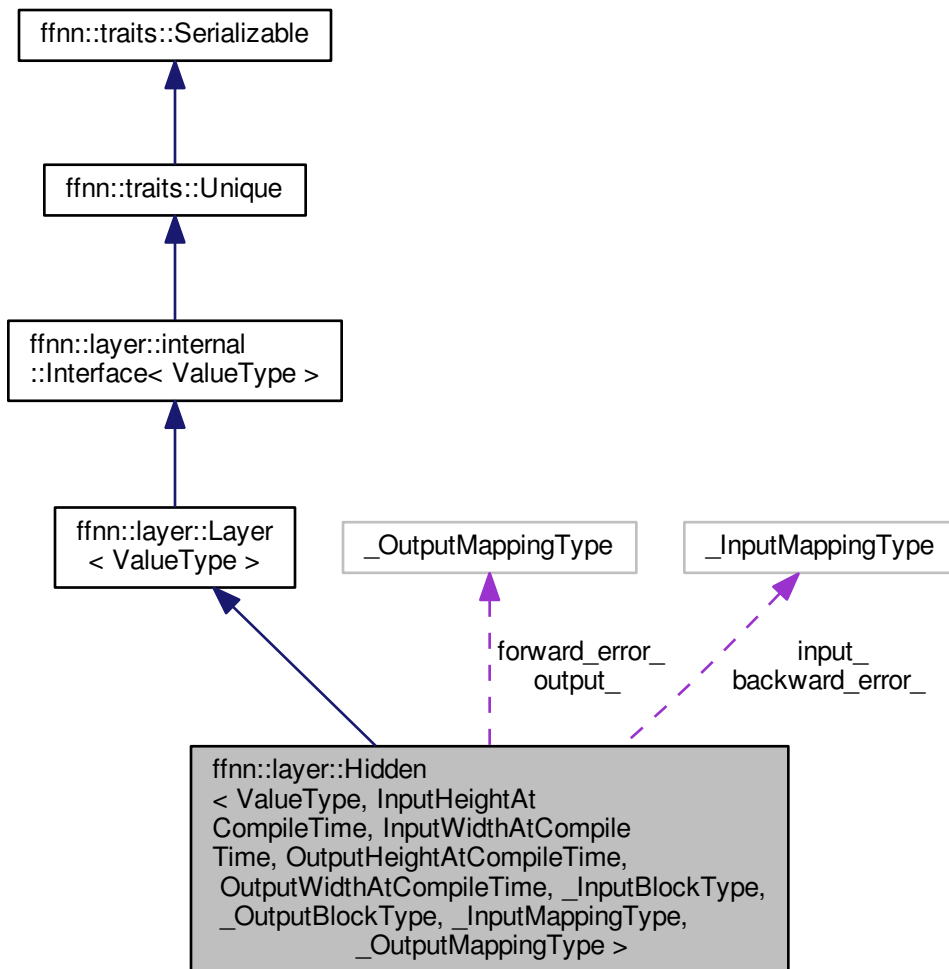 ffnn::traits::Serializable
ffnn::traits::Unique
ffnn::layer::internal
::Interface< ValueType >
ffnn::layer::Layer
< ValueType >
_OutputMappingType
_InputMappingType
forward_error_
output_
input_
backward_error_
ffnn::layer::Hidden
< ValueType, InputHeightAt
CompileTime, InputWidthAtCompile
Time, OutputHeightAtCompileTime,
OutputWidthAtCompileTime, _InputBlockType,
_OutputBlockType, _InputMappingType,
_OutputMappingType >